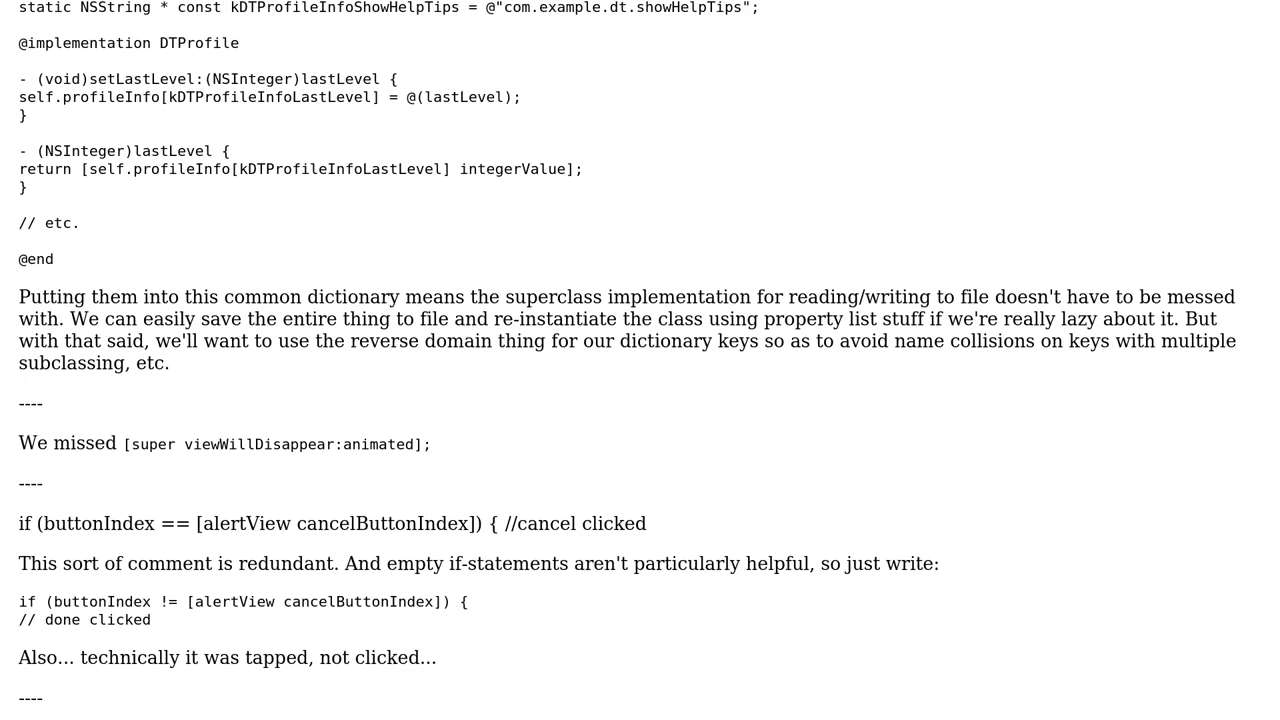 static NSString * const kDTProfileInfoShowHelpTips = @"com.example.dt.showHelpTips";
@implementation DTProfile
- (void)setLastLevel:(NSInteger)lastLevel {
self.profileInfo[kDTProfileInfoLastLevel] = @(lastLevel);
}
- (NSInteger)lastLevel {
return [self.profileInfo[kDTProfileInfoLastLevel] integerValue];
}
// etc.
@end
Putting them into this common dictionary means the superclass implementation for reading/writing to file doesn't have to be messed
with. We can easily save the entire thing to file and re-instantiate the class using property list stuff if we're really lazy about it. But
with that said, we'll want to use the reverse domain thing for our dictionary keys so as to avoid name collisions on keys with multiple
subclassing, etc.
----
We missed [super viewWillDisappear:animated];
----
if (buttonIndex == [alertView cancelButtonIndex]) { //cancel clicked
This sort of comment is redundant. And empty if-statements aren't particularly helpful, so just write:
if (buttonIndex != [alertView cancelButtonIndex]) {
// done clicked
Also... technically it was tapped, not clicked...
----